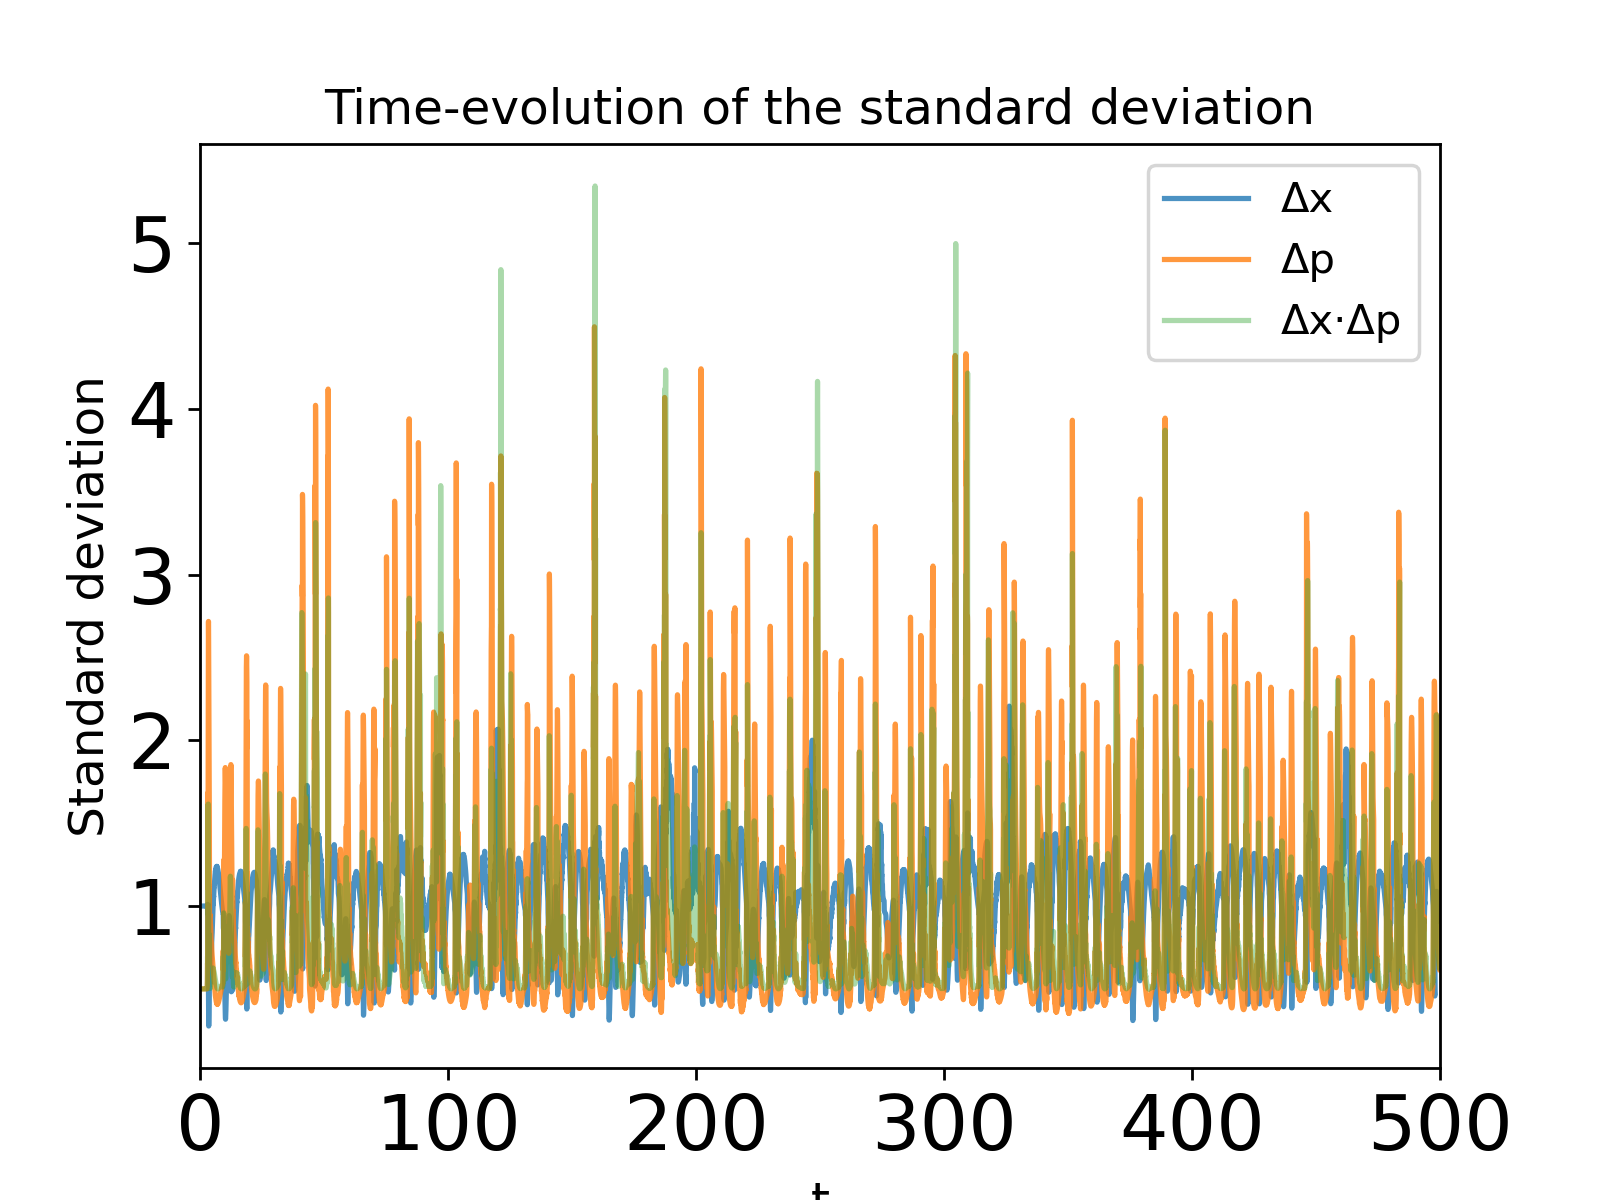 Time-evolution of the standard deviation
Δx
Δp
Δx·Δp
Standard deviation
5
4
3
2
1
0 100 200 300 400 500
t